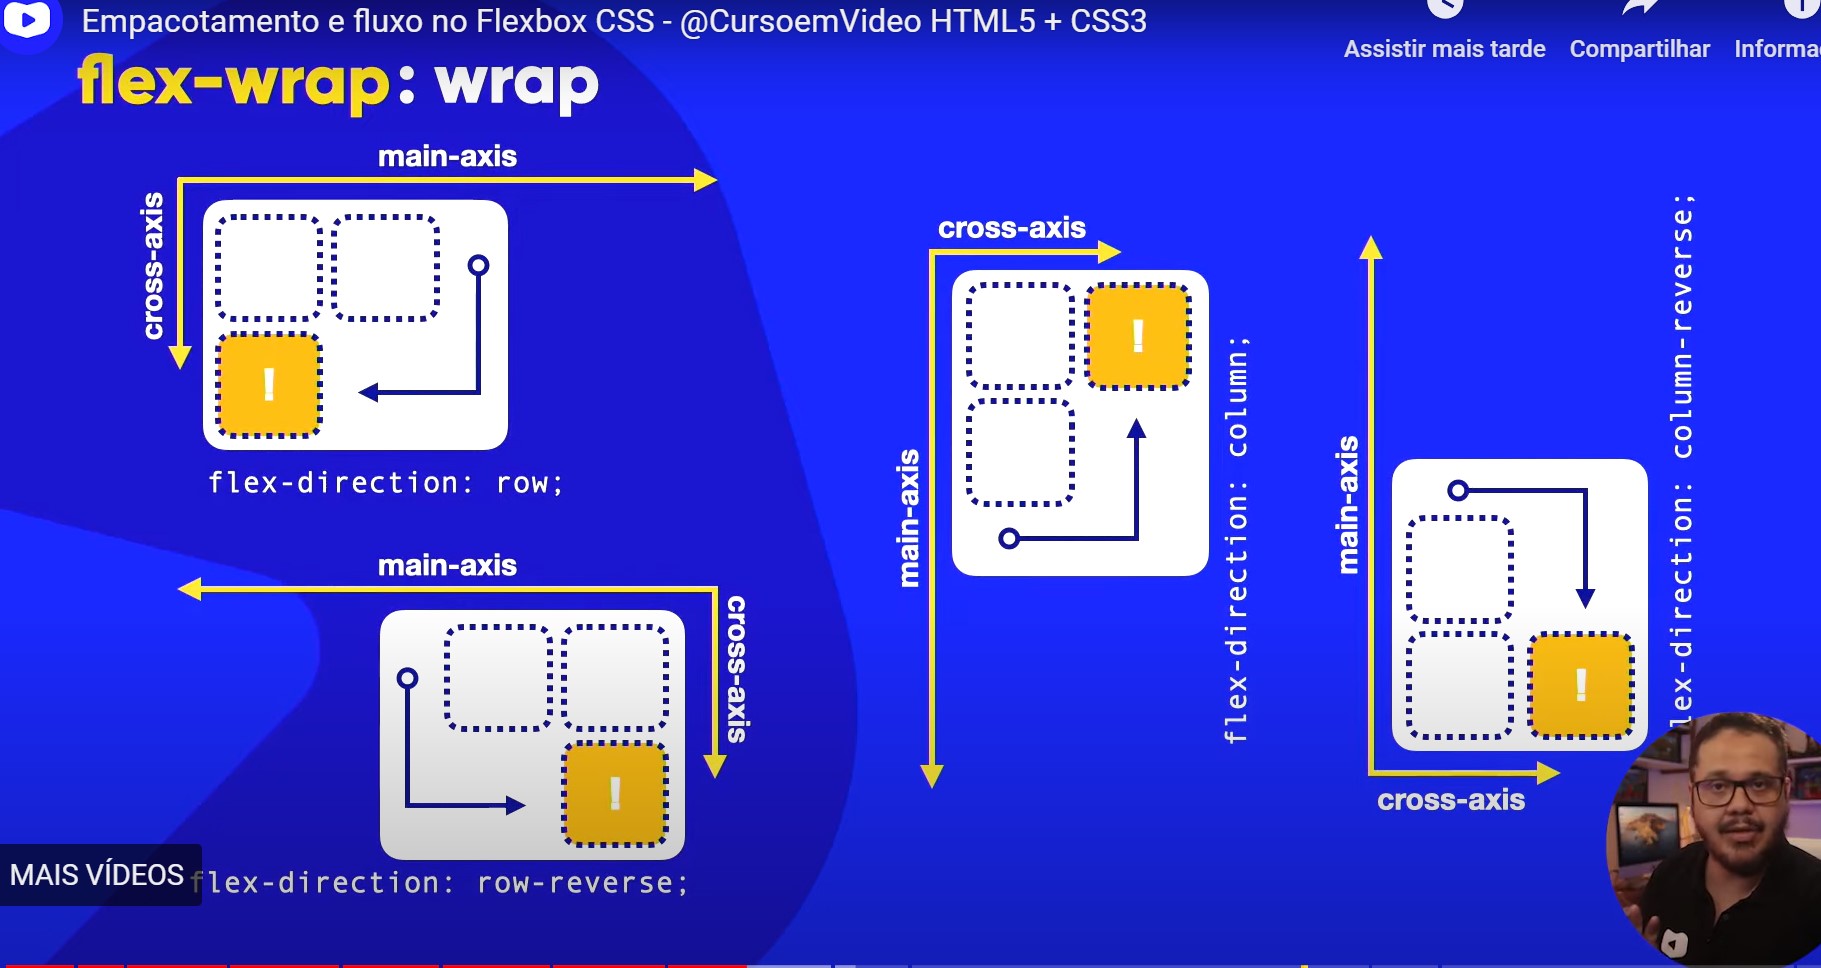 Empacotamento e fluxo no Flexbox CSS - @CursoemVideo HTML5 + CSS3
Assistir mais tarde
Compartilhar
flex-wrap: wrap
main-axis
cross-axis
!
flex-direction: row;
main-axis
cross-axis
!
flex-direction: row-reverse;
cross-axis
main-axis
!
flex-direction: column;
main-axis
cross-axis
!
flex-direction: column-reverse;
MAIS VÍDEOS